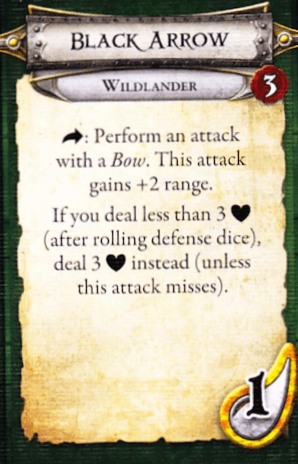 BLACK ARROW
WILDLANDER
3
: Perform an attack
with a Bow. This attack
gains +2 range.
If you deal less than 3
(after rolling defense dice),
deal 3 instead (unless
this attack misses).
1